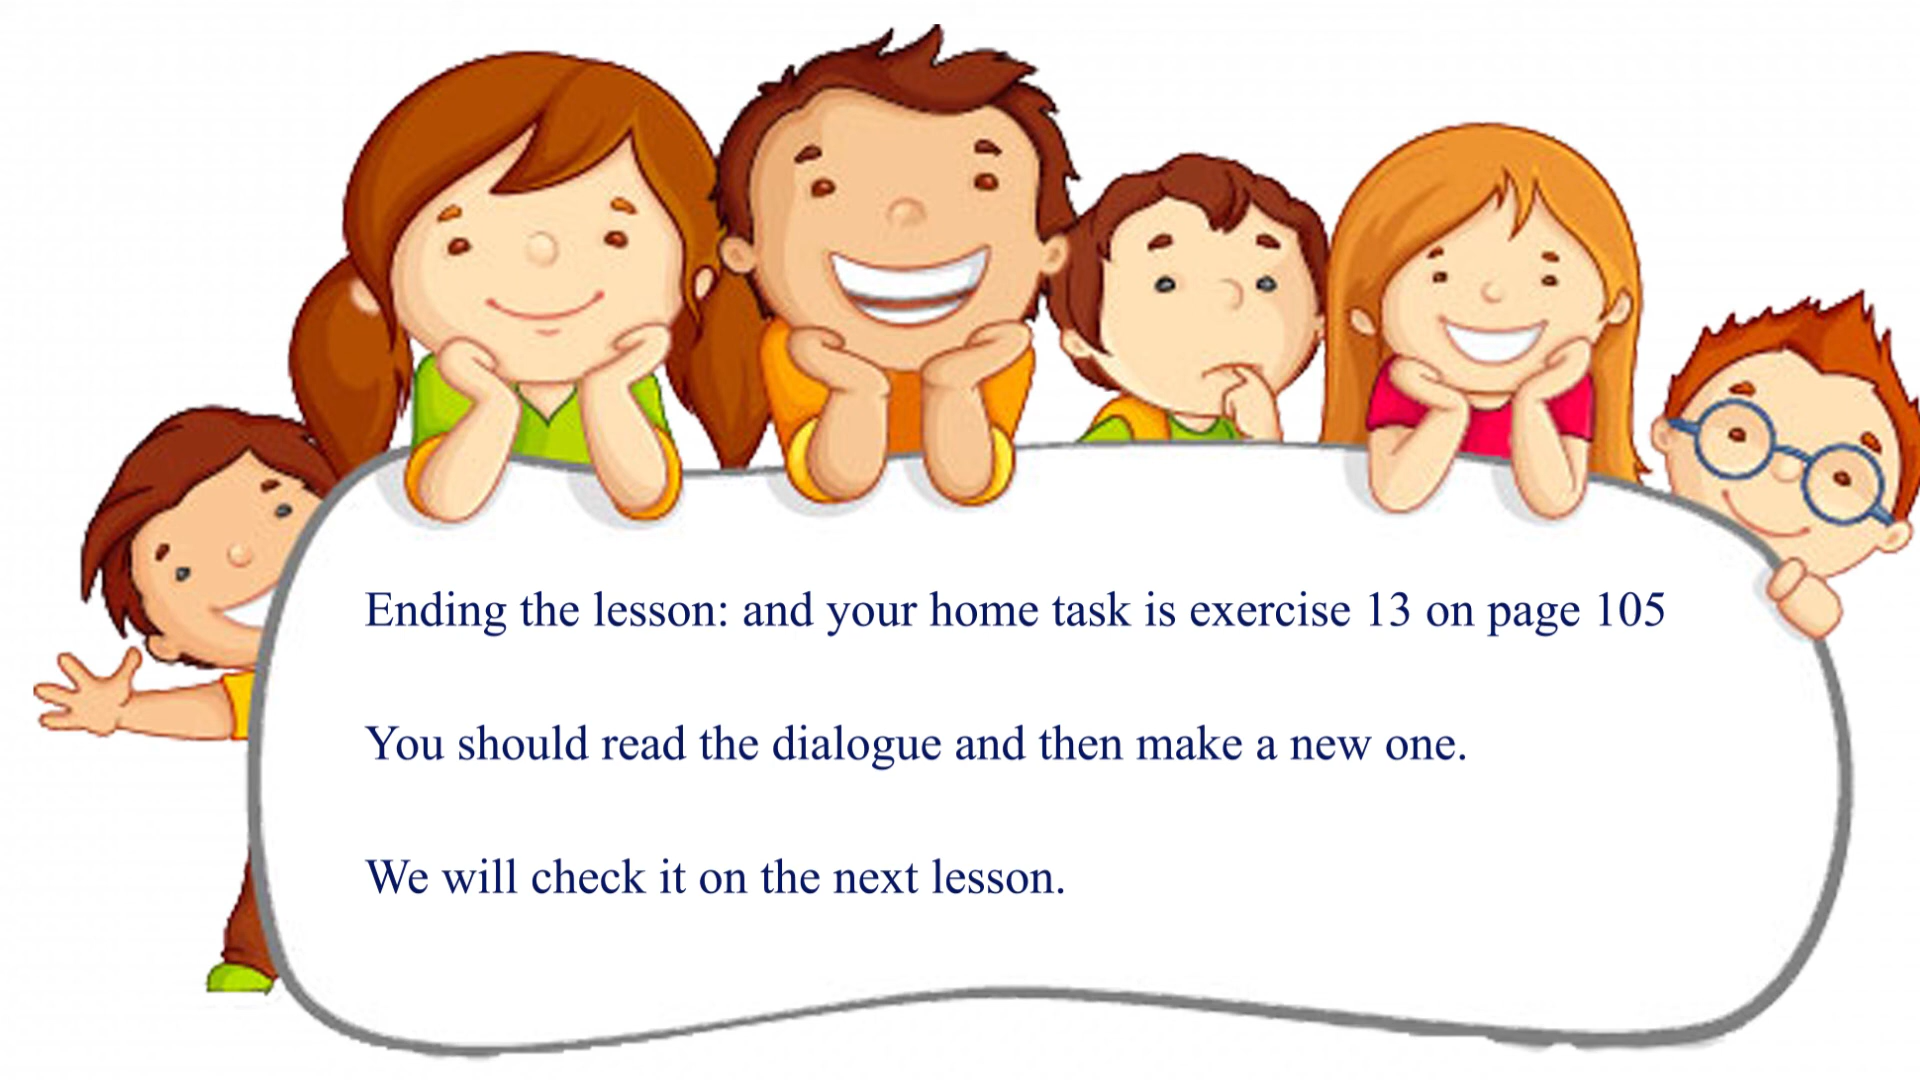 Ending the lesson: and your home task is exercise 13 on page 105
You should read the dialogue and then make a new one.
We will check it on the next lesson.